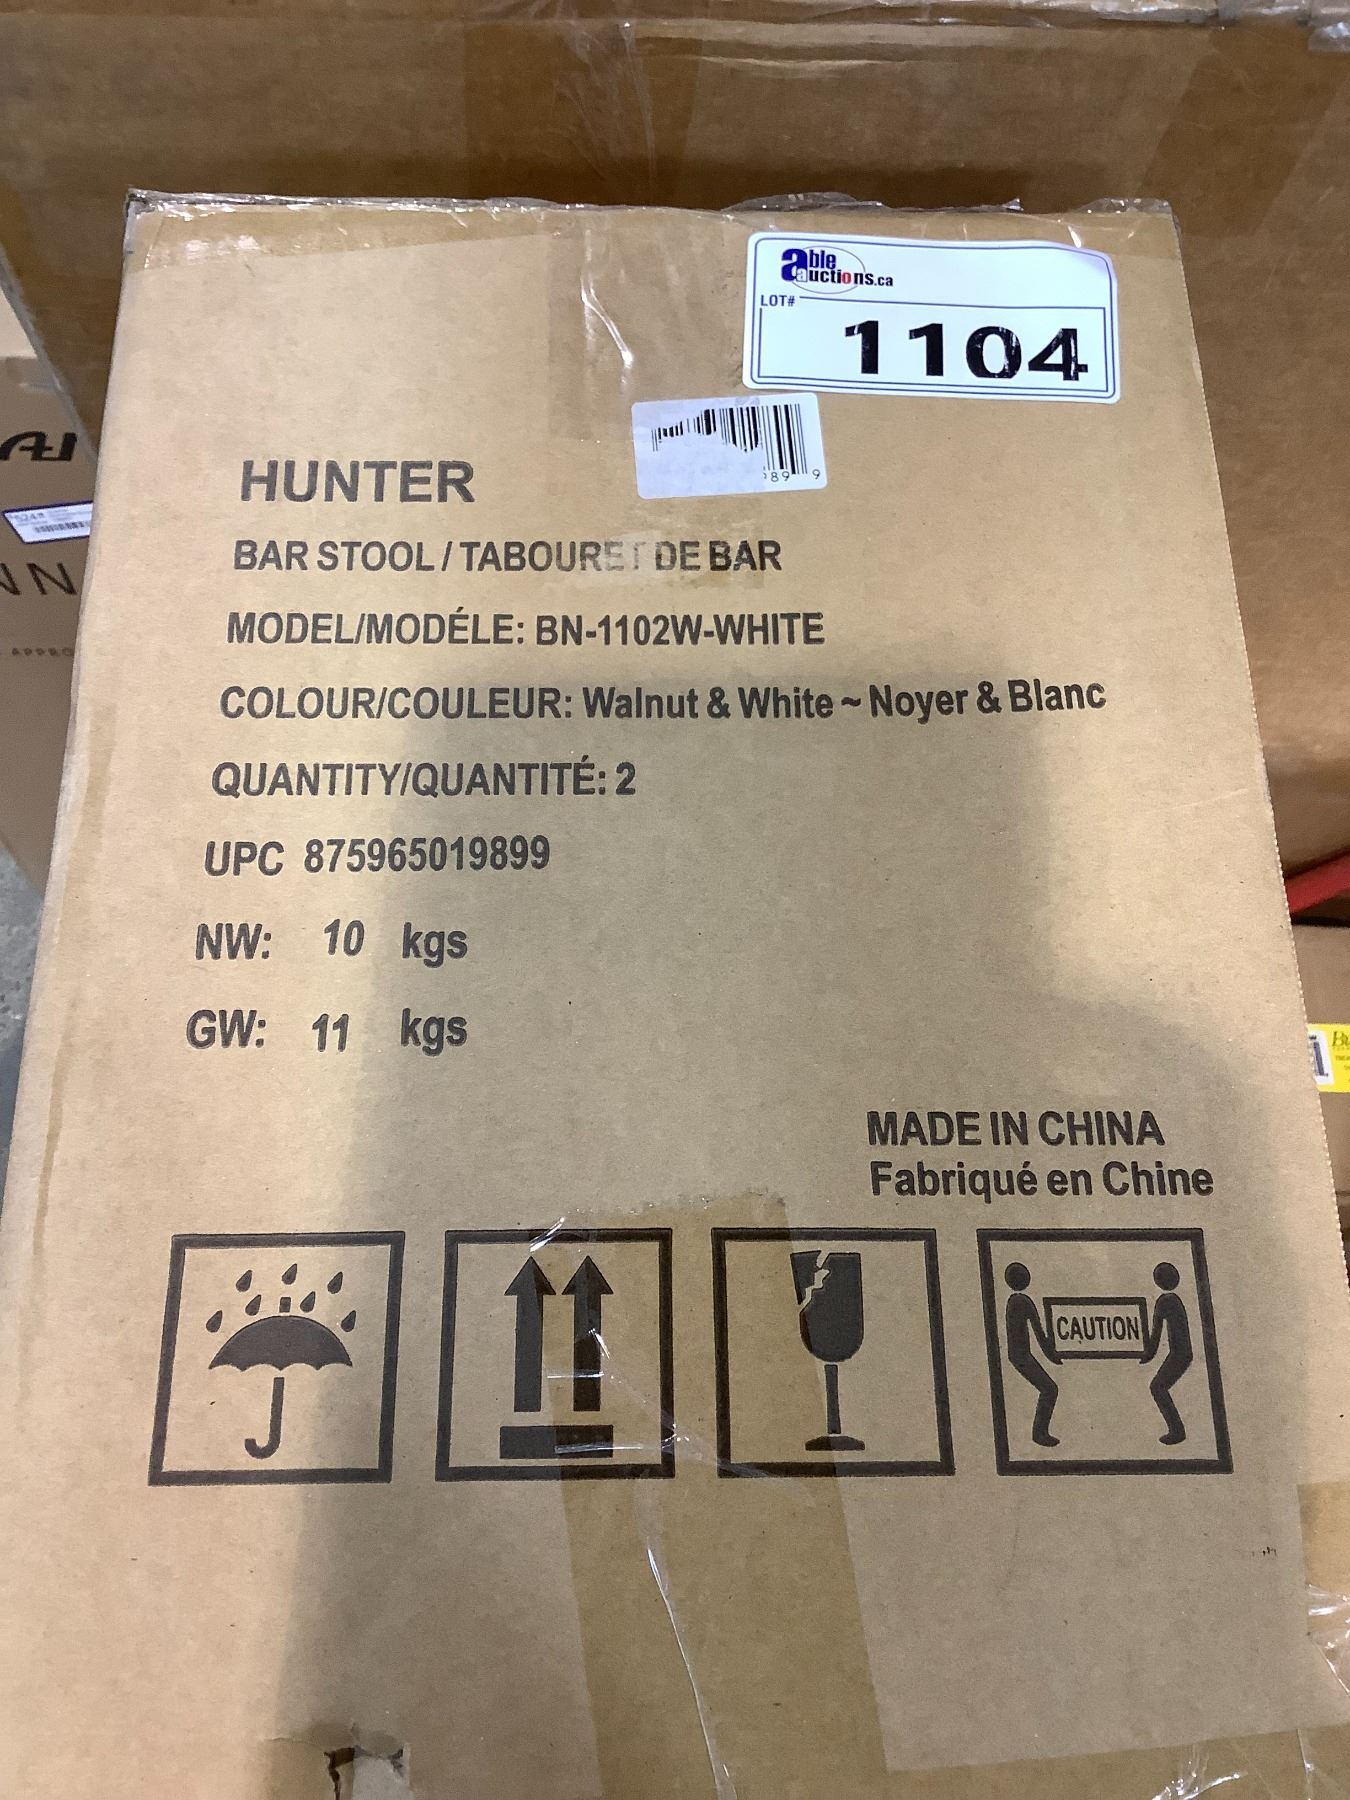 able auctions.ca
LOT#
1104
89 9
HUNTER
BAR STOOL / TABOURET DE BAR
MODEL/MODÉLE: BN-1102W-WHITE
COLOUR/COULEUR: Walnut & White ~ Noyer & Blanc
QUANTITY/QUANTITÉ: 2
UPC 875965019899
NW: 10 kgs
GW: 11 kgs
MADE IN CHINA
Fabriqué en Chine
CAUTION